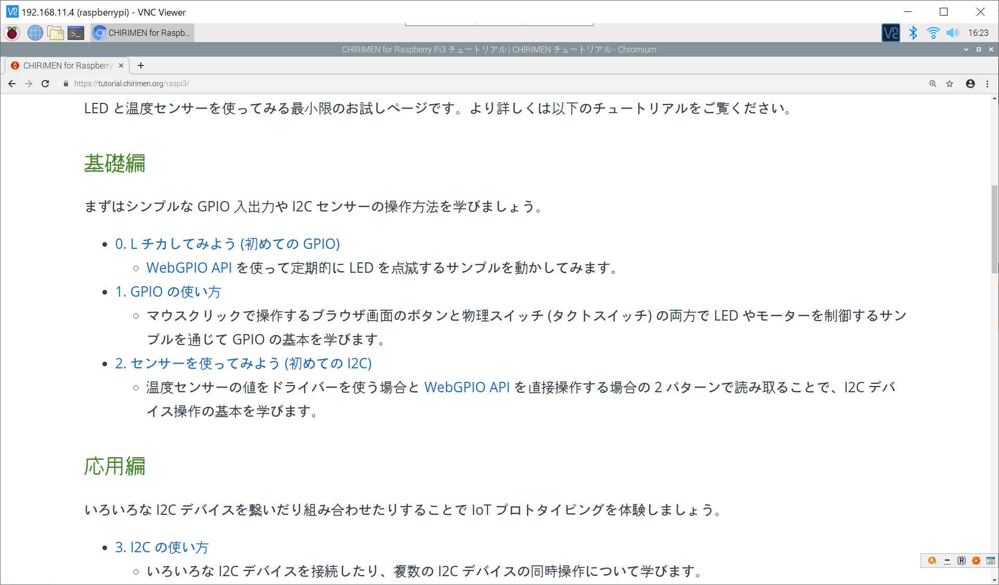 192.168.11.4 (raspberrypi) - VNC Viewer
CHIRIMEN for Raspb...
16:23
CHIRIMEN for Raspberry Pi3 チュートリアル | CHIRIMEN チュートリアル - Chromium
CHIRIMEN for Raspberry
https://tutorial.chirimen.org/raspi3/
LED と温度センサーを使ってみる最小限のお試しページです。より詳しくは以下のチュートリアルをご覧ください。
基礎編
まずはシンプルな GPIO 入出力や I2C センサーの操作方法を学びましょう。
0. L チカしてみよう (初めての GPIO)
WebGPIO API を使って定期的に LED を点滅するサンプルを動かしてみます。
1. GPIO の使い方
マウスクリックで操作するブラウザ画面のボタンと物理スイッチ (タクトスイッチ) の両方で LED やモーターを制御するサン
プルを通じて GPIO の基本を学びます。
2. センサーを使ってみよう (初めての I2C)
温度センサーの値をドライバーを使う場合と WebGPIO API を直接操作する場合の 2 パターンで読み取ることで、I2C デバ
イス操作の基本を学びます。
応用編
いろいろな I2C デバイスを繋いだり組み合わせたりすることで IoT プロトタイピングを体験しましょう。
3. I2C の使い方
いろいろな I2C デバイスを接続したり、複数の I2C デバイスの同時操作について学びます。
あ
R